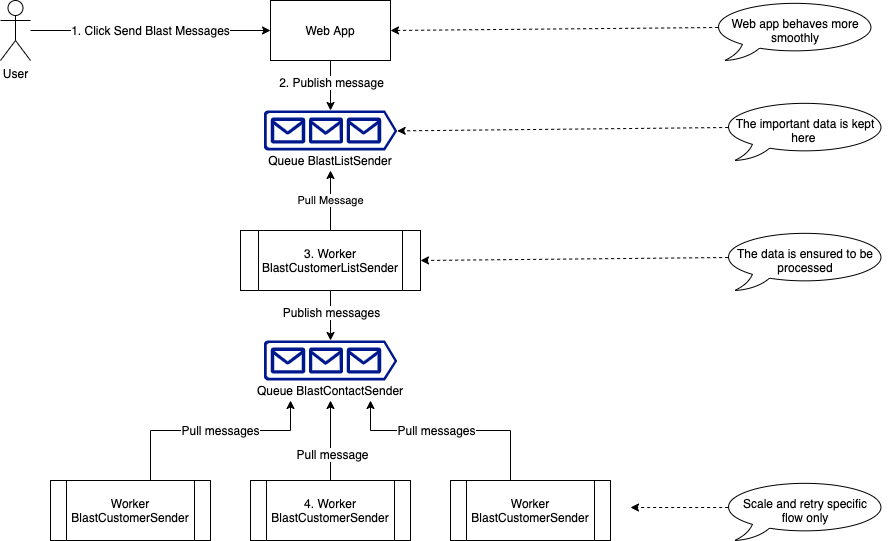 User
1. Click Send Blast Messages
Web App
Web app behaves more
smoothly
2. Publish message
Queue BlastListSender
The important data is kept
here
Pull Message
3. Worker
BlastCustomerListSender
The data is ensured to be
processed
Publish messages
Queue BlastContactSender
Pull messages
Pull message
Pull messages
Worker
BlastCustomerSender
4. Worker
BlastCustomerSender
Worker
BlastCustomerSender
Scale and retry specific
flow only